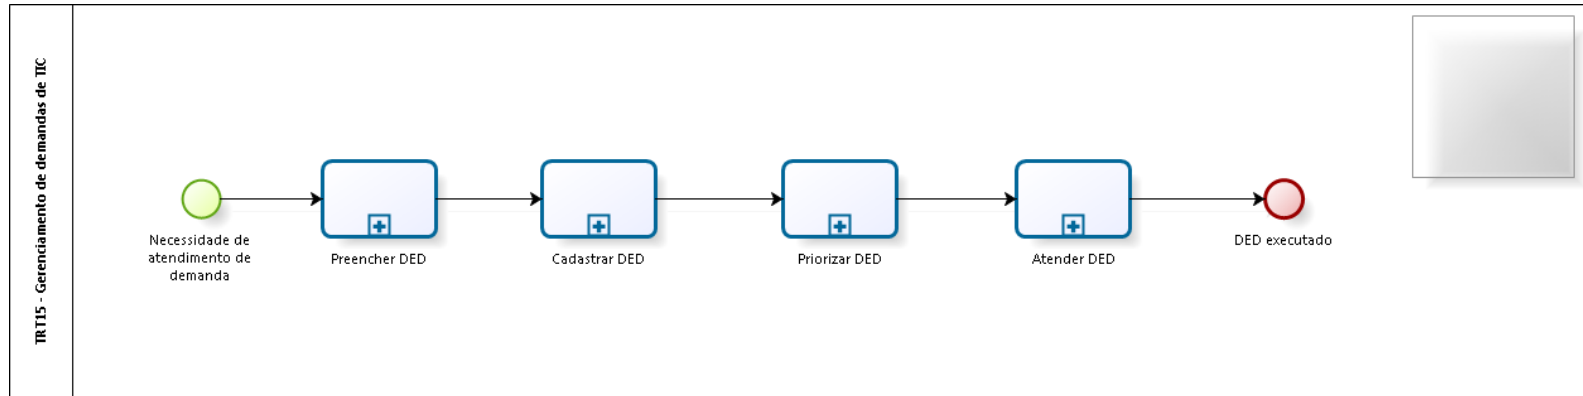 TRT15 - Gerenciamento de demandas de TIC
Necessidade de
atendimento de
demanda
Preencher DED
Cadastrar DED
Priorizar DED
Atender DED
DED executado